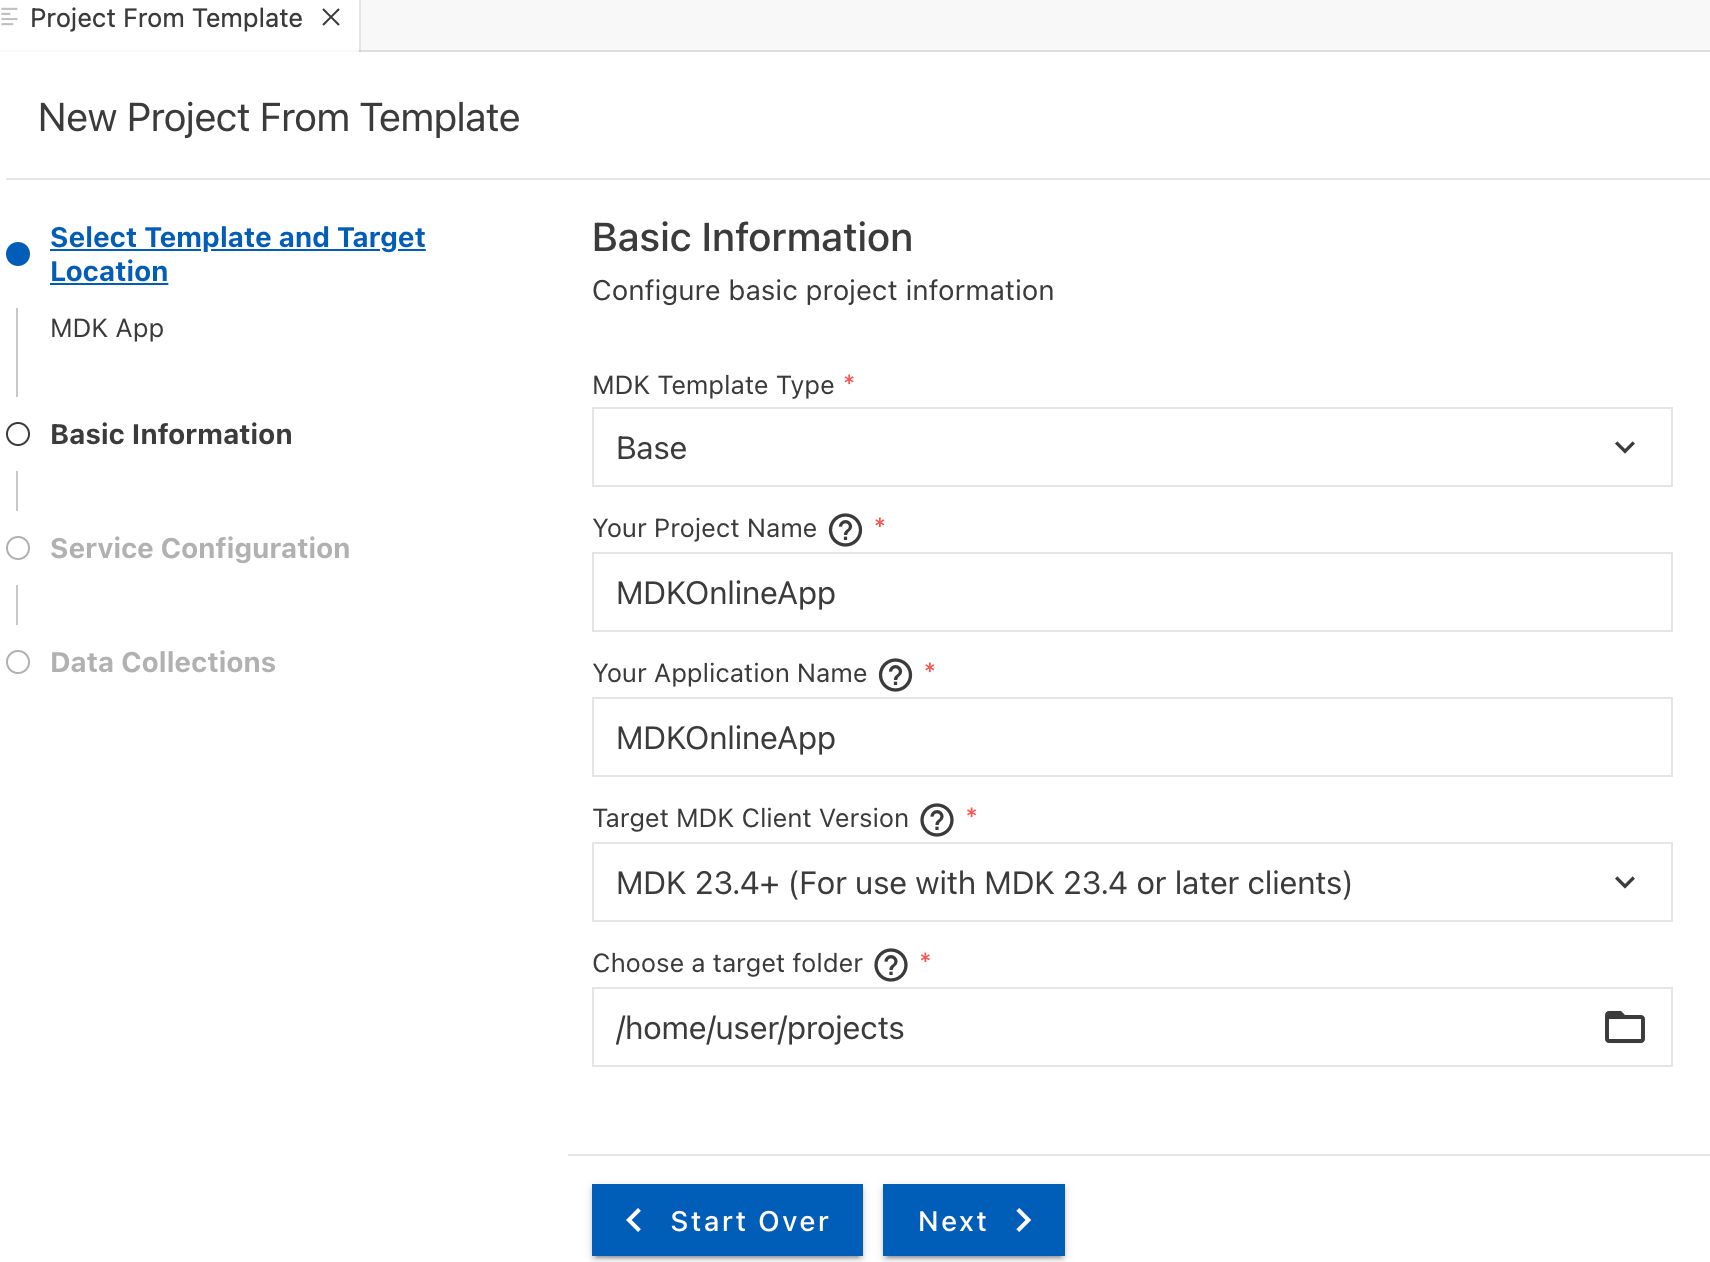 Project From Template
New Project From Template
Select Template and Target
Location
MDK App
Basic Information
Service Configuration
Data Collections
Basic Information
Configure basic project information
MDK Template Type *
Base
Your Project Name ? *
MDKOnlineApp
Your Application Name ? *
MDKOnlineApp
Target MDK Client Version ? *
MDK 23.4+ (For use with MDK 23.4 or later clients)
Choose a target folder ? *
/home/user/projects
Start Over
Next